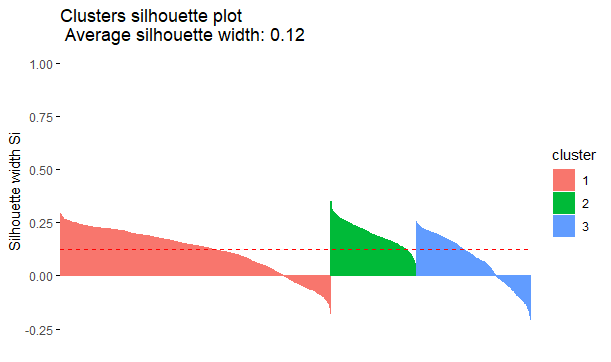 Clusters silhouette plot
Average silhouette width: 0.12
Silhouette width Si
1.00
0.75
0.50
0.25
0.00
-0.25
cluster
1
2
3